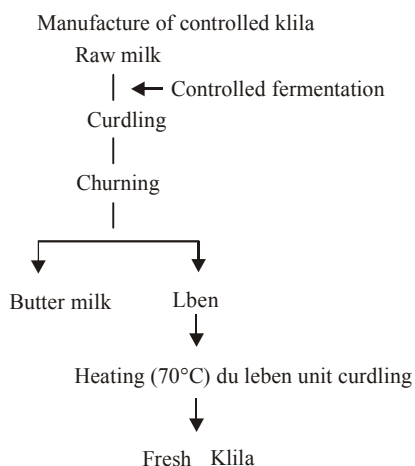 Manufacture of controlled klila
Raw milk
Controlled fermentation
Curdling
Churning
Butter milk
Lben
Heating (70°C) du leben unit curdling
Fresh Klila